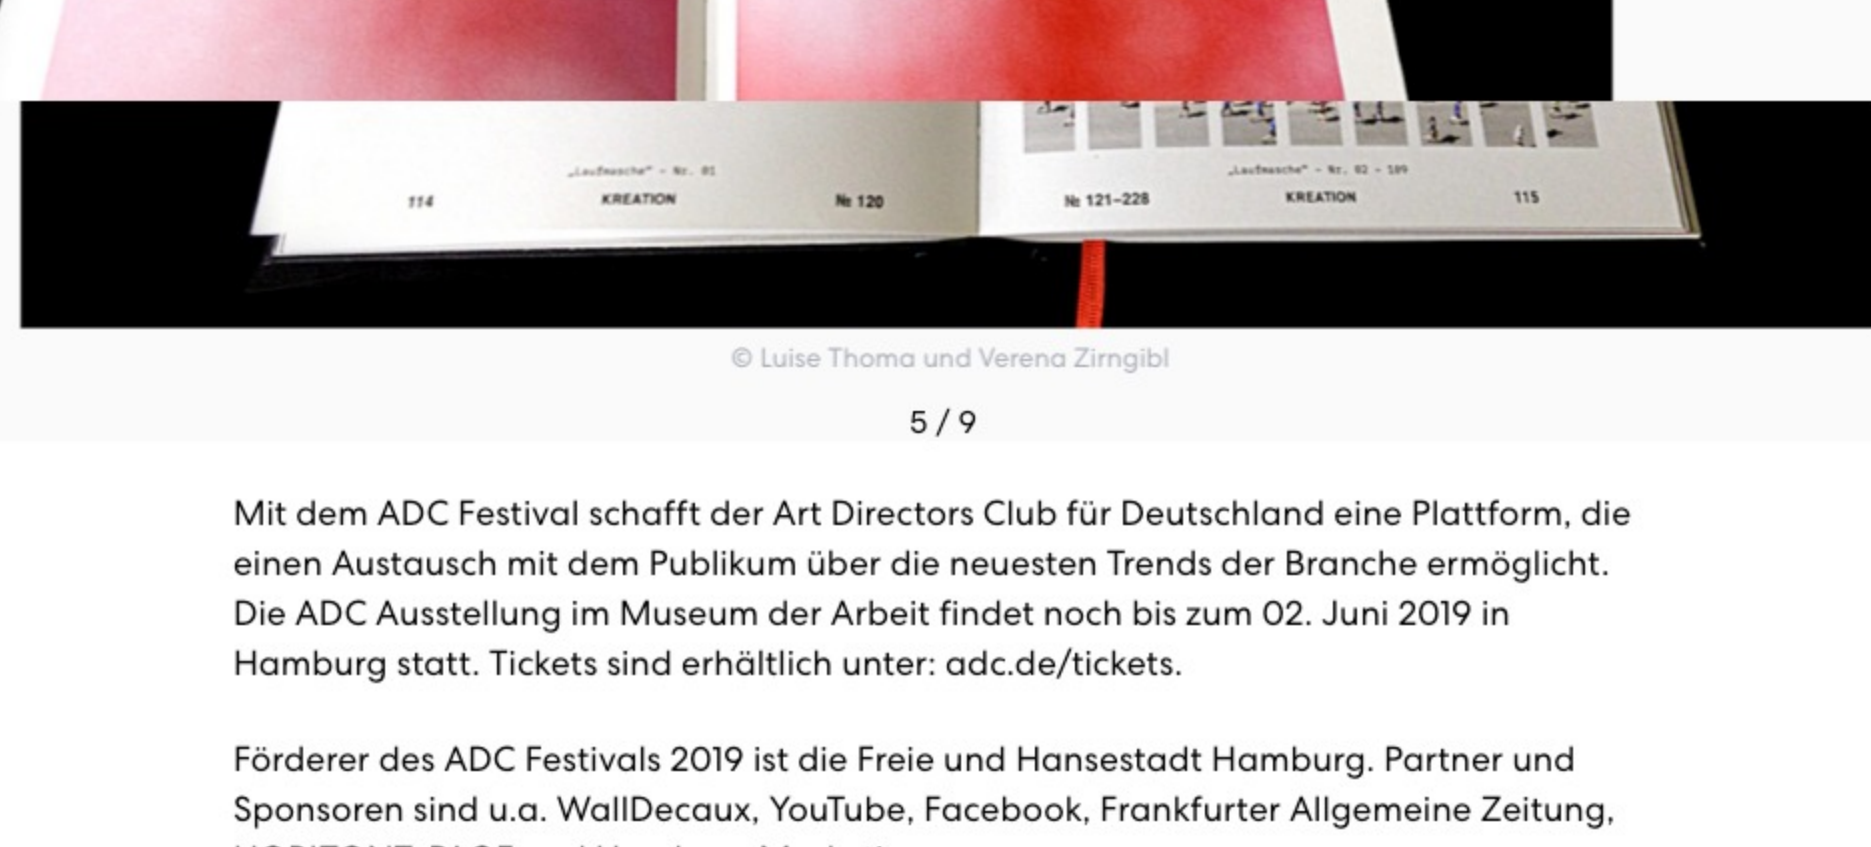 „Laufmasche“ - Nr. 01
„Laufmasche“ - Nr. 02 - 109
114 KREATION № 120
№ 121–228 KREATION 115
© Luise Thoma und Verena Zirngibl
5 / 9
Mit dem ADC Festival schafft der Art Directors Club für Deutschland eine Plattform, die
einen Austausch mit dem Publikum über die neuesten Trends der Branche ermöglicht.
Die ADC Ausstellung im Museum der Arbeit findet noch bis zum 02. Juni 2019 in
Hamburg statt. Tickets sind erhältlich unter: adc.de/tickets.
Förderer des ADC Festivals 2019 ist die Freie und Hansestadt Hamburg. Partner und
Sponsoren sind u.a. WallDecaux, YouTube, Facebook, Frankfurter Allgemeine Zeitung,